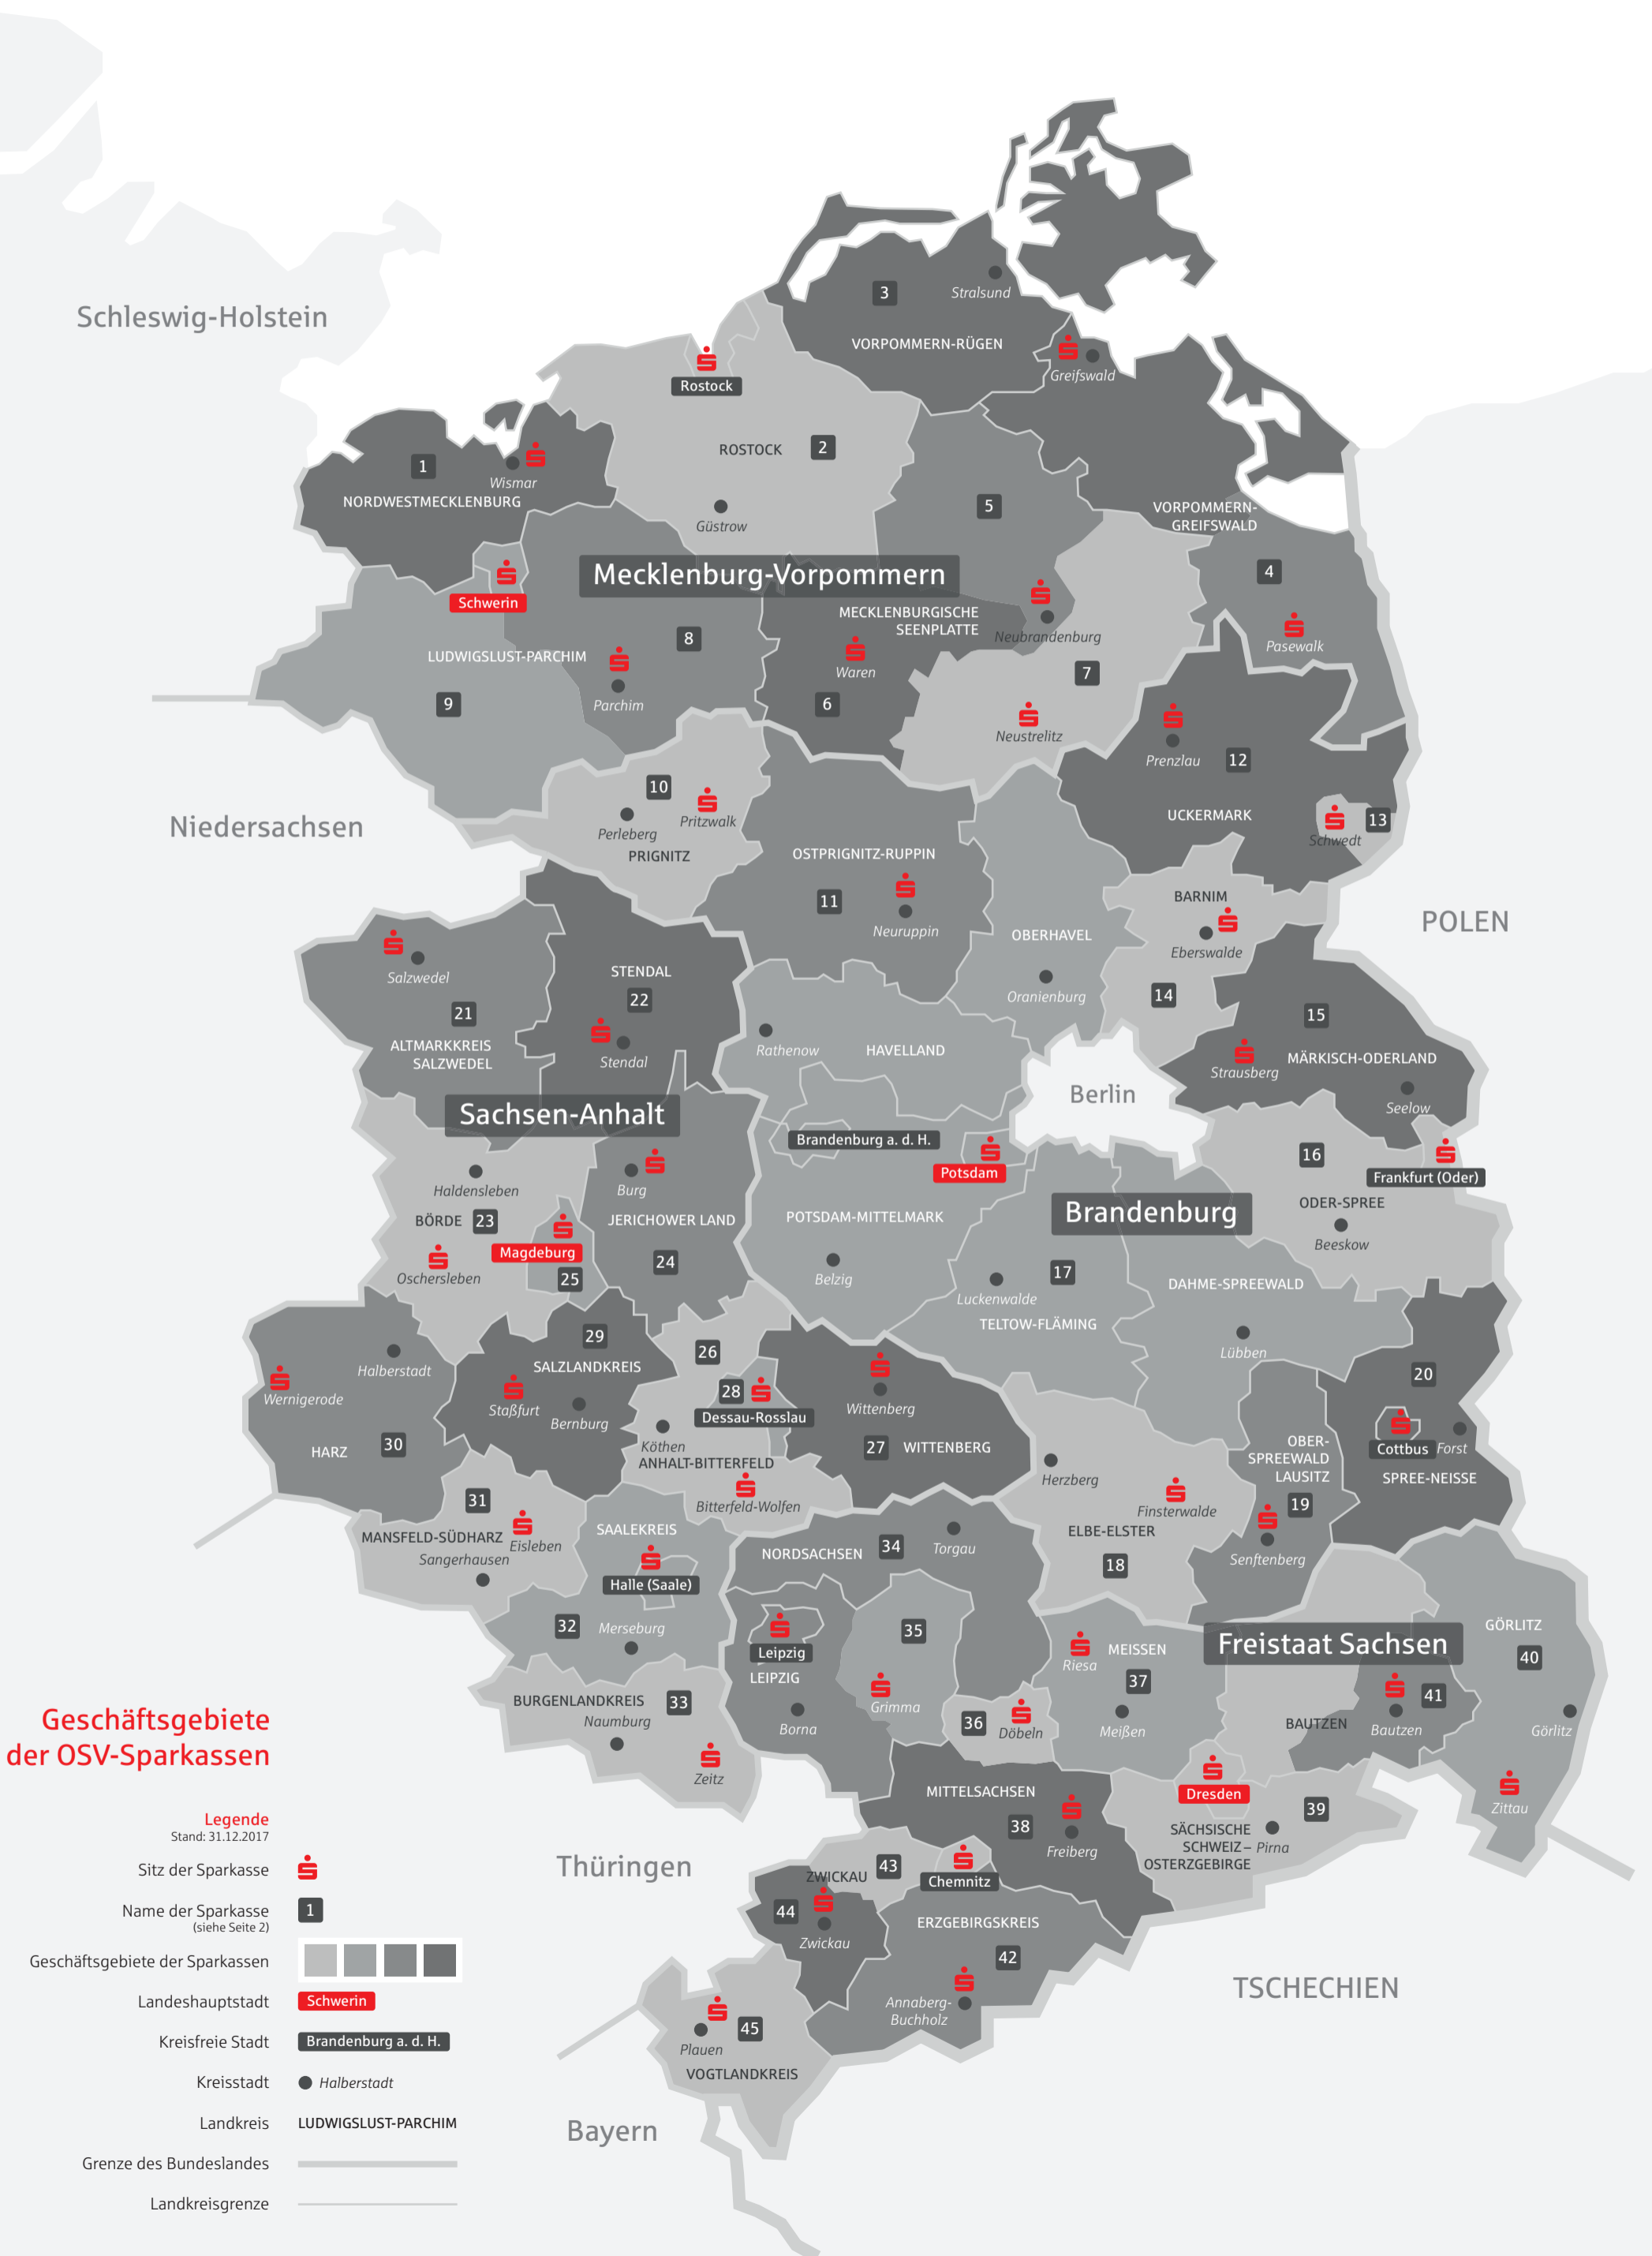 Schleswig-Holstein
3
Stralsund
VORPOMMERN-RÜGEN
Greifswald
Rostock
ROSTOCK
2
1
Wismar
NORDWESTMECKLENBURG
Güstrow
5
VORPOMMERN-
GREIFSWALD
4
Mecklenburg-Vorpommern
Schwerin
MECKLENBURGISCHE
SEENPLATTE
Neubrandenburg
Pasewalk
8
LUDWIGSLUST-PARCHIM
Waren
7
Parchim
9
6
Neustrelitz
Prenzlau
12
10
Perleberg
Pritzwalk
PRIGNITZ
Niedersachsen
UCKERMARK
13
Schwedt
OSTPRIGNITZ-RUPPIN
11
Neuruppin
BARNIM
Eberswalde
POLEN
OBERHAVEL
Oranienburg
14
Salzwedel
STENDAL
22
21
Stendal
ALTMARKKREIS
SALZWEDEL
Rathenow
HAVELLAND
15
Strausberg
MÄRKISCH-ODERLAND
Seelow
Berlin
Sachsen-Anhalt
Brandenburg a. d. H.
Potsdam
16
Frankfurt (Oder)
Haldensleben
Burg
BÖRDE
23
JERICHOWER LAND
POTSDAM-MITTELMARK
Brandenburg
ODER-SPREE
Beeskow
Magdeburg
Oschersleben
25
24
Belzig
17
Luckenwalde
DAHME-SPREEWALD
TELTOW-FLÄMING
Lübben
29
26
Halberstadt
SALZLANDKREIS
Wernigerode
Staßfurt
Bernburg
28
Dessau-Rosslau
Wittenberg
20
HARZ
30
Köthen
ANHALT-BITTERFELD
27
WITTENBERG
OBER-
SPREEWALD
LAUSITZ
Cottbus
Forst
SPREE-NEISSE
Herzberg
Bitterfeld-Wolfen
Finsterwalde
19
31
MANSFELD-SÜDHARZ
Eisleben
Sangerhausen
SAALEKREIS
Halle (Saale)
NORDSACHSEN
34
Torgau
ELBE-ELSTER
18
Senftenberg
32
Merseburg
35
Leipzig
LEIPZIG
Riesa
MEISSEN
37
Freistaat Sachsen
GÖRLITZ
40
BURGENLANDKREIS
33
Naumburg
Borna
Grimma
36
Döbeln
Meißen
BAUTZEN
41
Bautzen
Görlitz
Zeitz
MITTELSACHSEN
Dresden
39
Zittau
38
Freiberg
SÄCHSISCHE
SCHWEIZ –
OSTERZGEBIRGE
Pirna
Thüringen
ZWICKAU
43
Chemnitz
44
Zwickau
ERZGEBIRGSKREIS
42
Annaberg-
Buchholz
TSCHECHIEN
Plauen
45
VOGTLANDKREIS
Bayern
Geschäftsgebiete
der OSV-Sparkassen
Legende
Stand: 31.12.2017
Sitz der Sparkasse
Name der Sparkasse
1
(siehe Seite 2)
Geschäftsgebiete der Sparkassen
Landeshauptstadt
Schwerin
Kreisfreie Stadt
Brandenburg a. d. H.
Kreisstadt
Halberstadt
Landkreis
LUDWIGSLUST-PARCHIM
Grenze des Bundeslandes
Landkreisgrenze